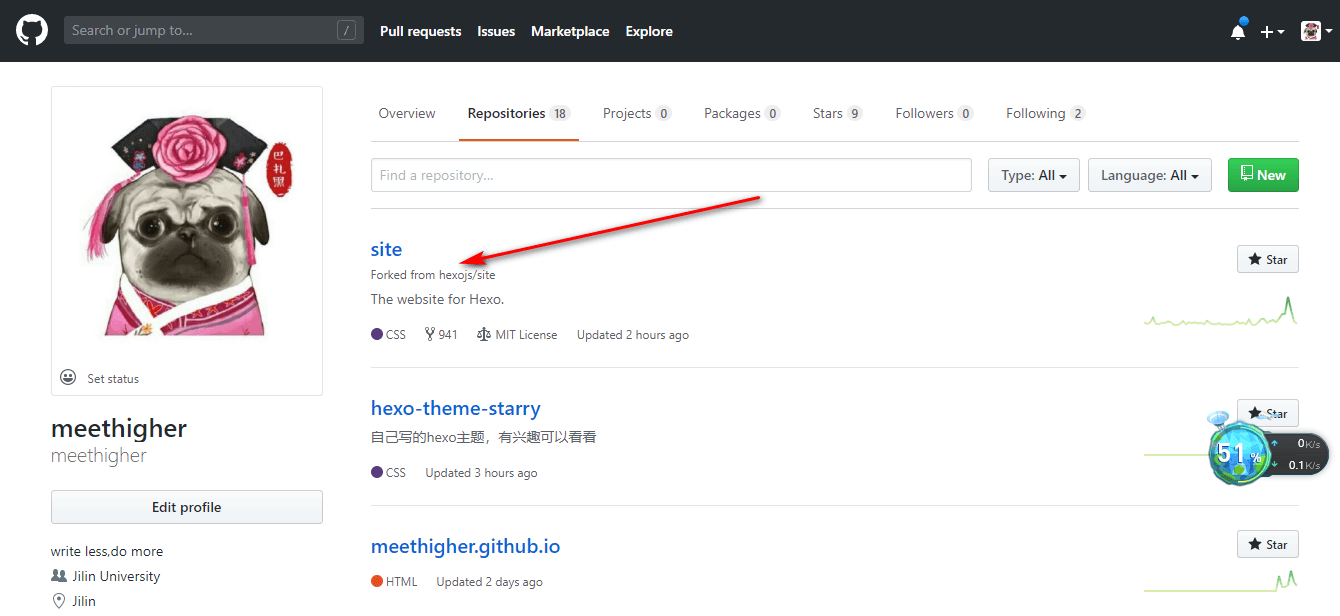 Search or jump to... /
Pull requests Issues Marketplace Explore
Overview Repositories 18 Projects 0 Packages 0 Stars 9 Followers 0 Following 2
Find a repository...
Type: All Language: All New
巴扎黑
site
Star
Forked from hexojs/site
The website for Hexo.
CSS 941 MIT License Updated 2 hours ago
Set status
hexo-theme-starry
Star
自己写的hexo主题，有兴趣可以看看
CSS Updated 3 hours ago
51%
0K/s
0.1K/s
meethigher
meethigher
Edit profile
meethigher.github.io
Star
HTML Updated 2 days ago
write less,do more
Jilin University
Jilin